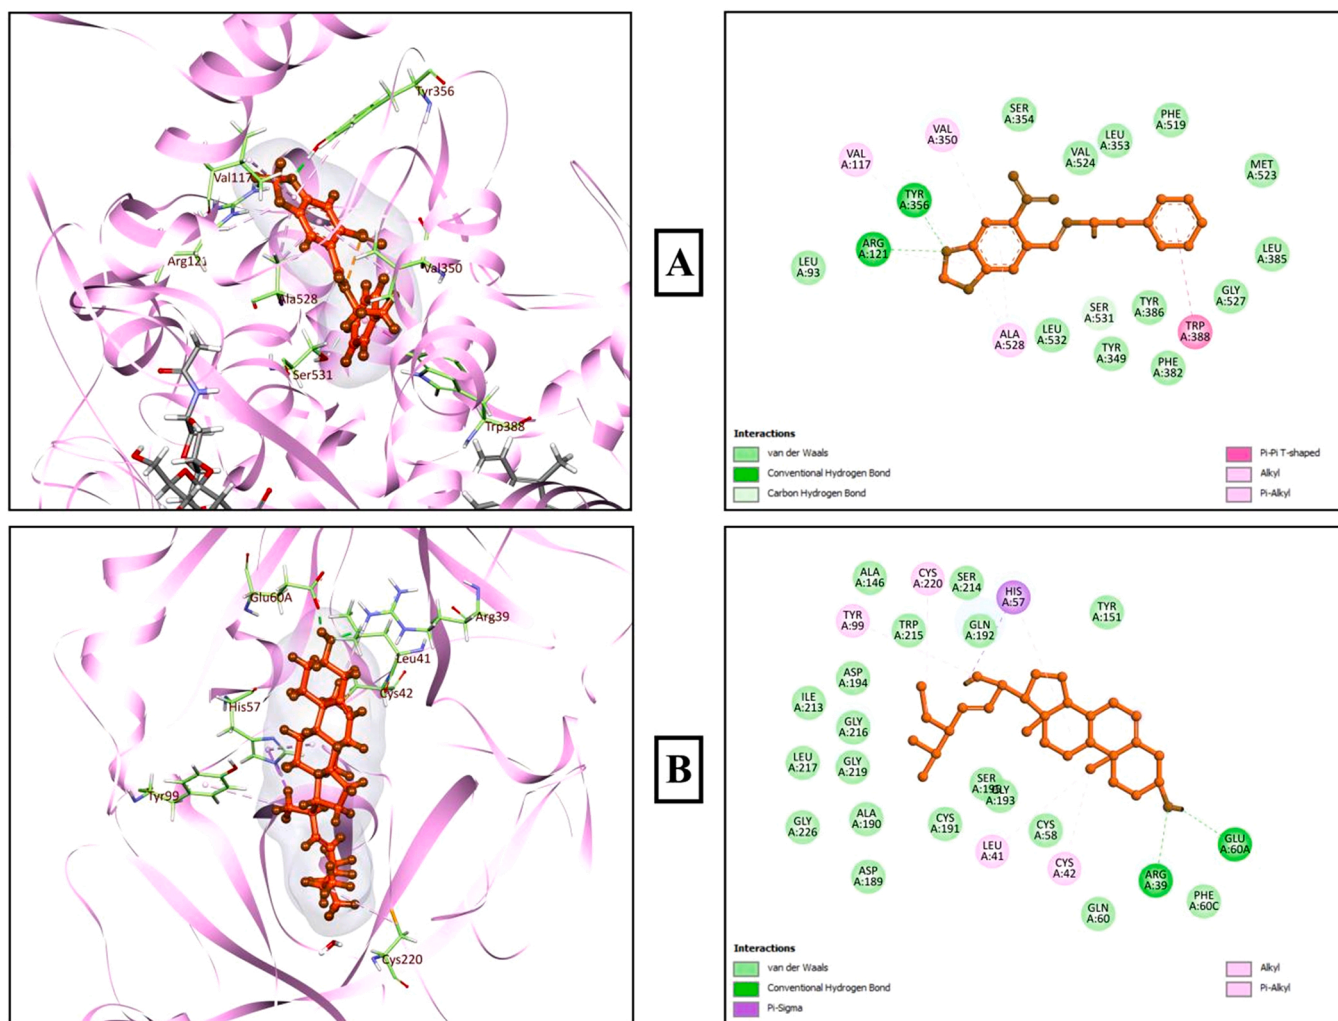 Tyr356
Val117
Arg121
Val350
Ala528
Ser531
Trp388
A
SER
A:354
VAL
A:350
PHE
A:519
LEU
A:353
VAL
A:117
VAL
A:524
MET
A:523
TYR
A:356
ARG
A:121
LEU
A:93
LEU
A:385
GLY
A:527
SER
A:531
TYR
A:386
ALA
A:528
LEU
A:532
TRP
A:388
TYR
A:349
PHE
A:382
Interactions
van der Waals
Conventional Hydrogen Bond
Carbon Hydrogen Bond
Pi-Pi T-shaped
Alkyl
Pi-Alkyl
Glu60A
Arg39
Leu41
Cys42
His57
Tyr99
Cys220
B
ALA
A:146
CYS
A:220
SER
A:214
HIS
A:57
TYR
A:151
TYR
A:99
TRP
A:215
GLN
A:192
ASP
A:194
ILE
A:213
GLY
A:216
LEU
A:217
GLY
A:219
SER
A:195
GLY
A:193
GLY
A:226
ALA
A:190
CYS
A:191
CYS
A:58
LEU
A:41
CYS
A:42
GLU
A:60A
ASP
A:189
ARG
A:39
PHE
A:60C
GLN
A:60
Interactions
van der Waals
Conventional Hydrogen Bond
Pi-Sigma
Alkyl
Pi-Alkyl